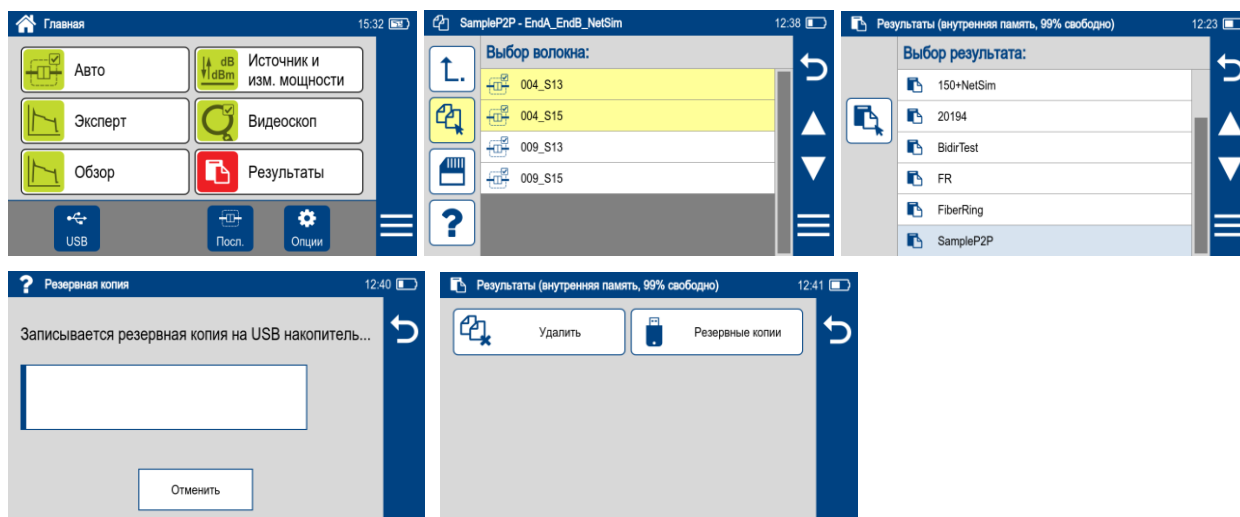 Главная 15:32
Авто
dB
dBm
Источник и
изм. мощности
Эксперт
Видеоскоп
Обзор
Результаты
USB
Посл.
Опции
SampleP2P - EndA_EndB_NetSim 12:38
Выбор волокна:
004_S13
004_S15
009_S13
009_S15
?
Результаты (внутренняя память, 99% свободно) 12:23
Выбор результата:
150+NetSim
20194
BidirTest
FR
FiberRing
SampleP2P
? Резервная копия 12:40
Записывается резервная копия на USB накопитель...
Отменить
Результаты (внутренняя память, 99% свободно) 12:41
Удалить
Резервные копии